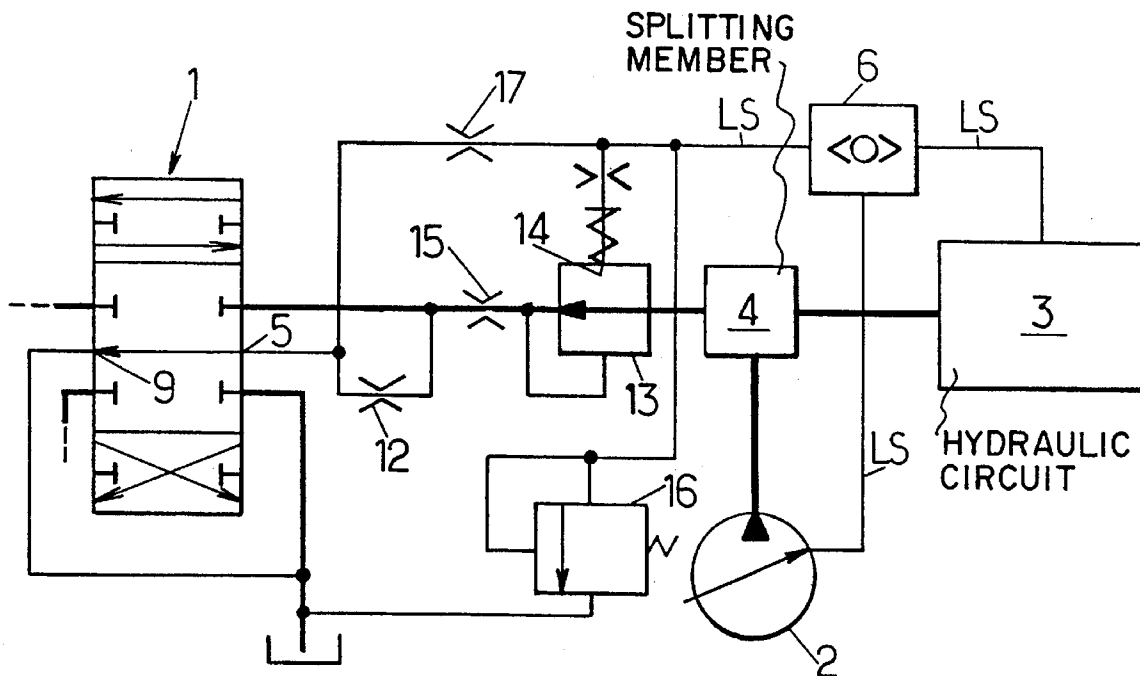 SPLITTING
MEMBER
1
17
6
LS
LS
14
15
4
3
5
9
13
12
16
LS
HYDRAULIC
CIRCUIT
2